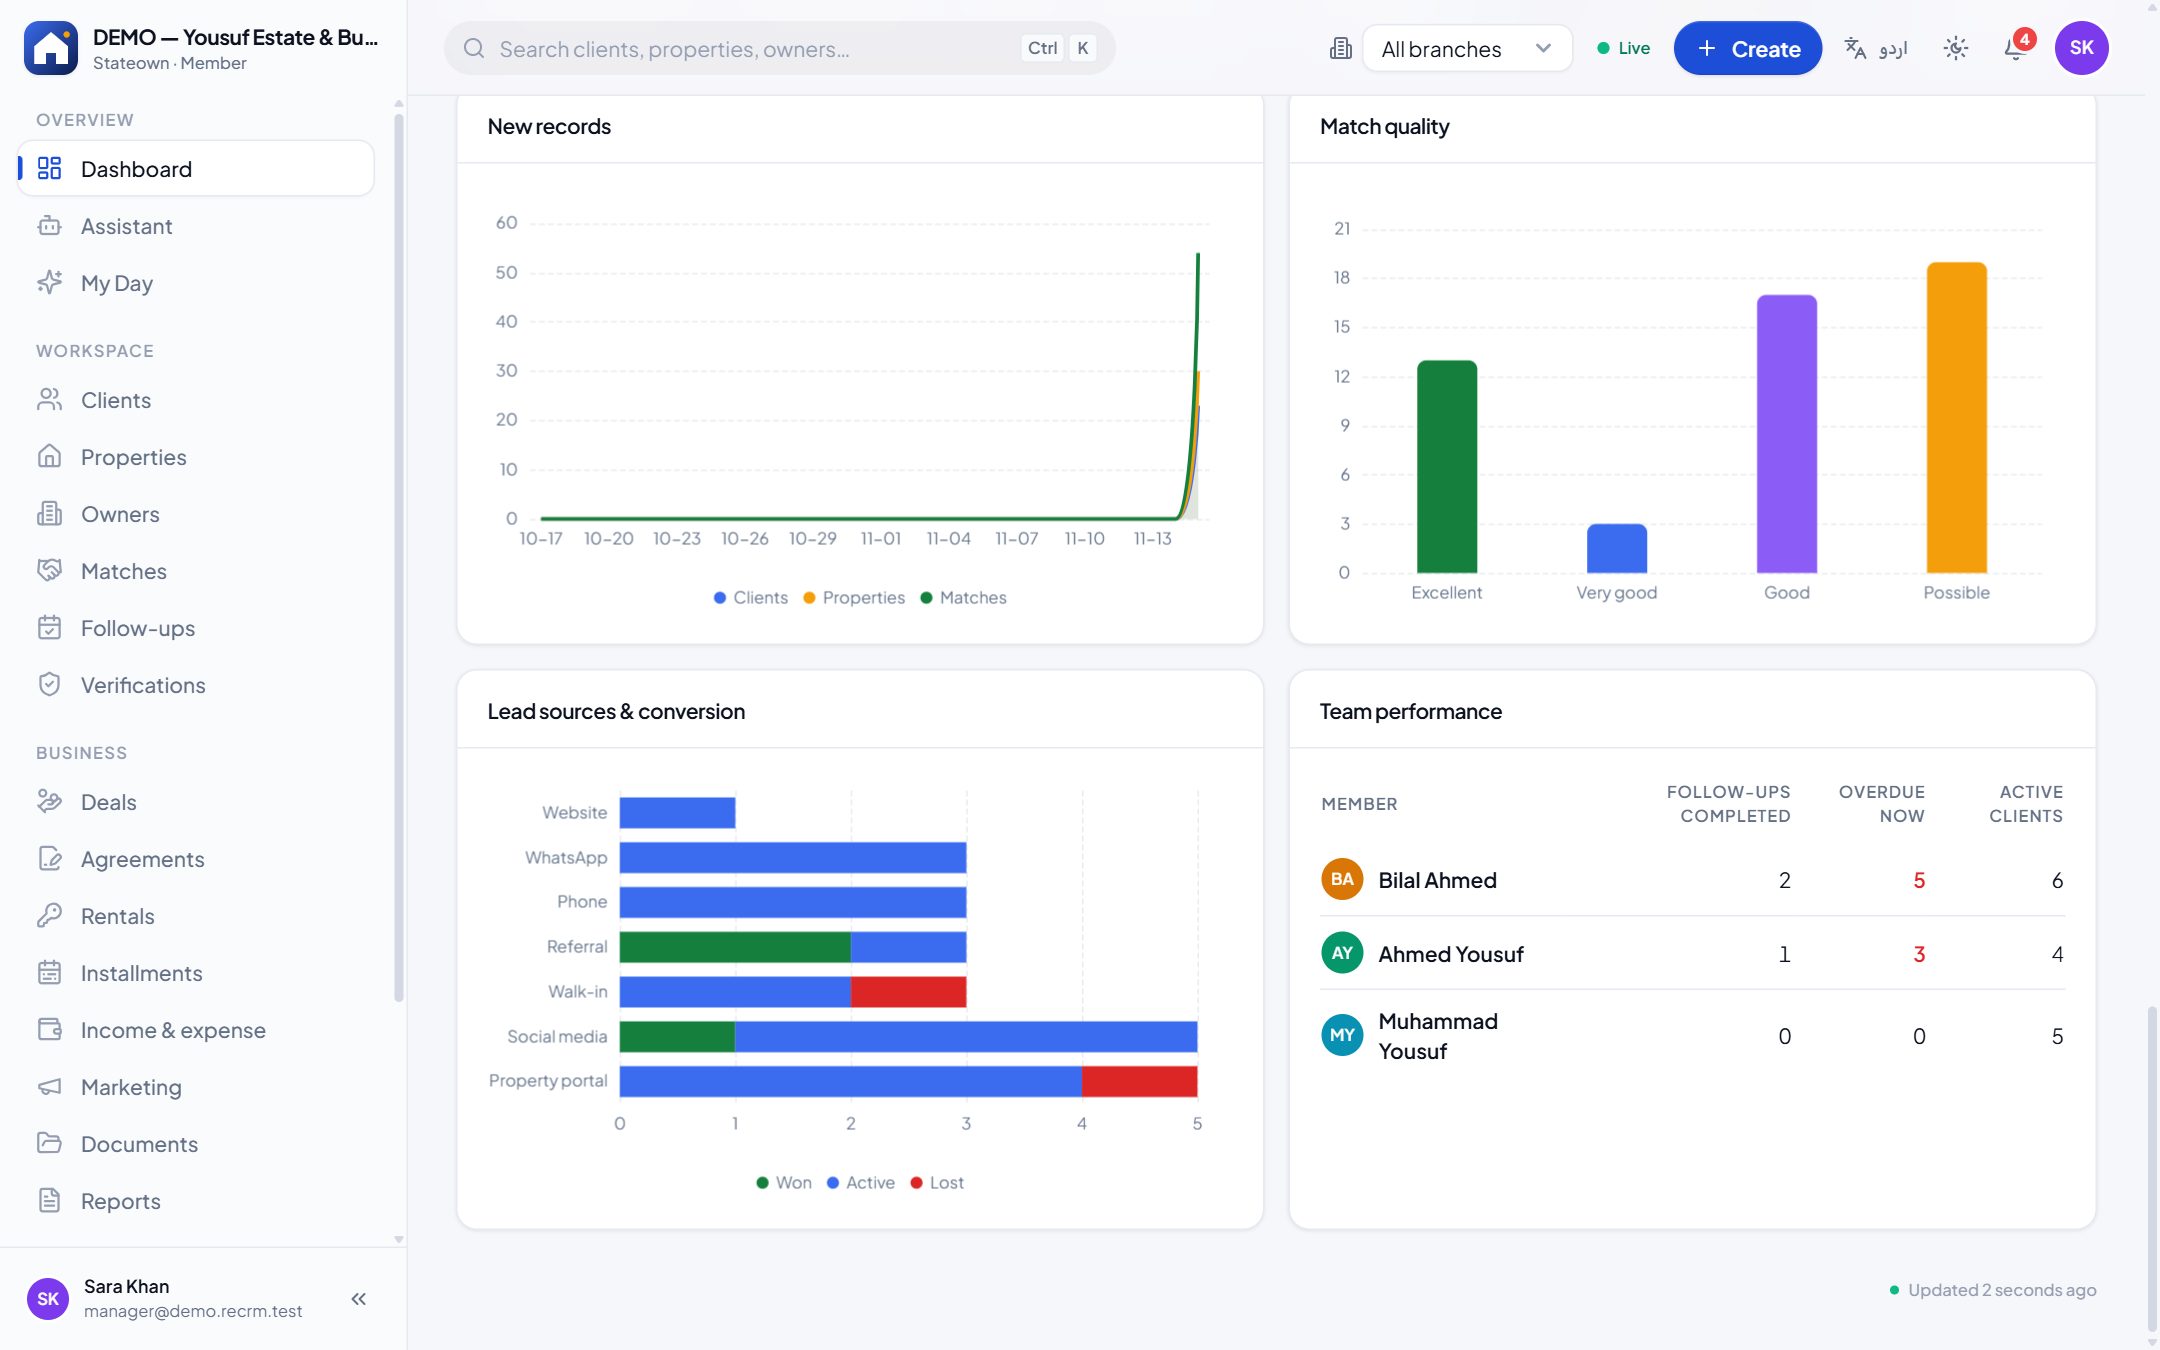 DEMO — Yousuf Estate & Bu...
Stateown · Member
Search clients, properties, owners...
Ctrl K
All branches
Live
+ Create
اردو
4
SK
OVERVIEW
Dashboard
Assistant
My Day
WORKSPACE
Clients
Properties
Owners
Matches
Follow-ups
Verifications
BUSINESS
Deals
Agreements
Rentals
Installments
Income & expense
Marketing
Documents
Reports
SK
Sara Khan
manager@demo.recrm.test
New records
60
50
40
30
20
10
0
10-17 10-20 10-23 10-26 10-29 11-01 11-04 11-07 11-10 11-13
Clients Properties Matches
Match quality
21
18
15
12
9
6
3
0
Excellent Very good Good Possible
Lead sources & conversion
Website
WhatsApp
Phone
Referral
Walk-in
Social media
Property portal
0 1 2 3 4 5
Won Active Lost
Team performance
MEMBER FOLLOW-UPS COMPLETED OVERDUE NOW ACTIVE CLIENTS
BA Bilal Ahmed 2 5 6
AY Ahmed Yousuf 1 3 4
MY Muhammad Yousuf 0 0 5
Updated 2 seconds ago